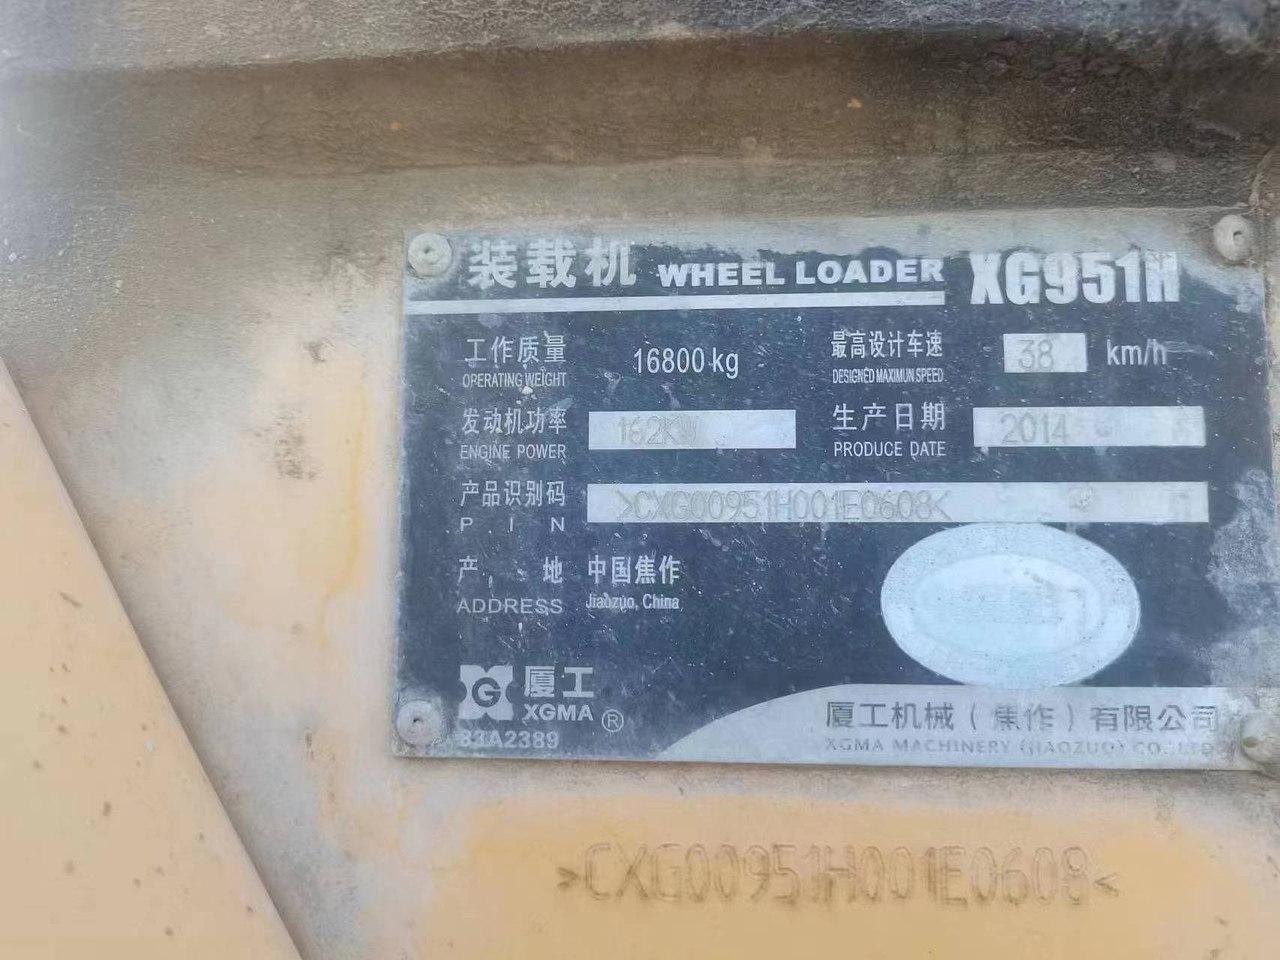 装载机 WHEEL LOADER XG951H
工作质量 16800kg 最高设计车速 38 km/h
OPERATING WEIGHT DESIGNED MAXIMUN SPEED
发动机功率 162KW 生产日期 2014
ENGINE POWER PRODUCE DATE
产品识别码 >CXG00951H001E0608<
PIN
产地 中国焦作
ADDRESS Jiaozuo, China
G 厦工
XGMA ®
33A2389
厦工机械（焦作）有限公司
XGMA MACHINERY (JIAOZUO) CO.,LTD.
>CXG00951H001E0608<